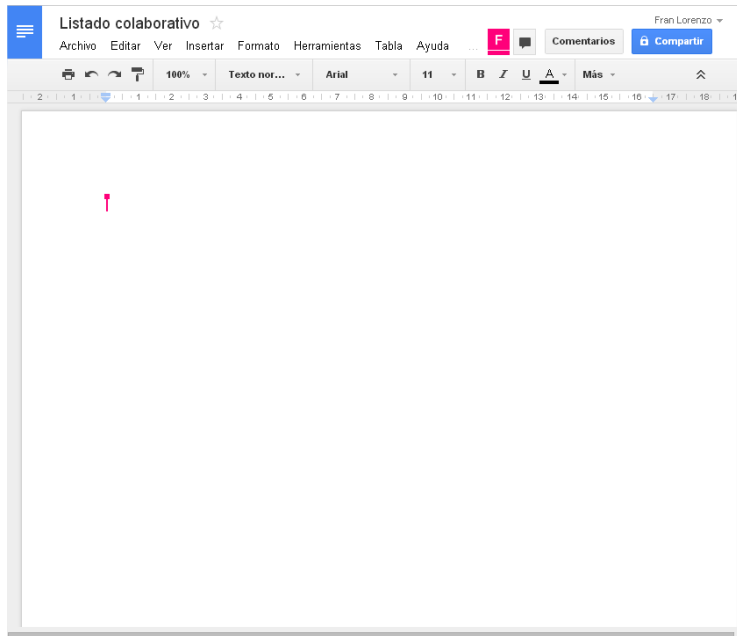 Listado colaborativo
Fran Lorenzo
Archivo Editar Ver Insertar Formato Herramientas Tabla Ayuda ... F Comentarios Compartir
100% Texto nor... Arial 11 B I U A Más
2 1 1 2 3 4 5 6 7 8 9 10 11 12 13 14 15 16 17 18 1